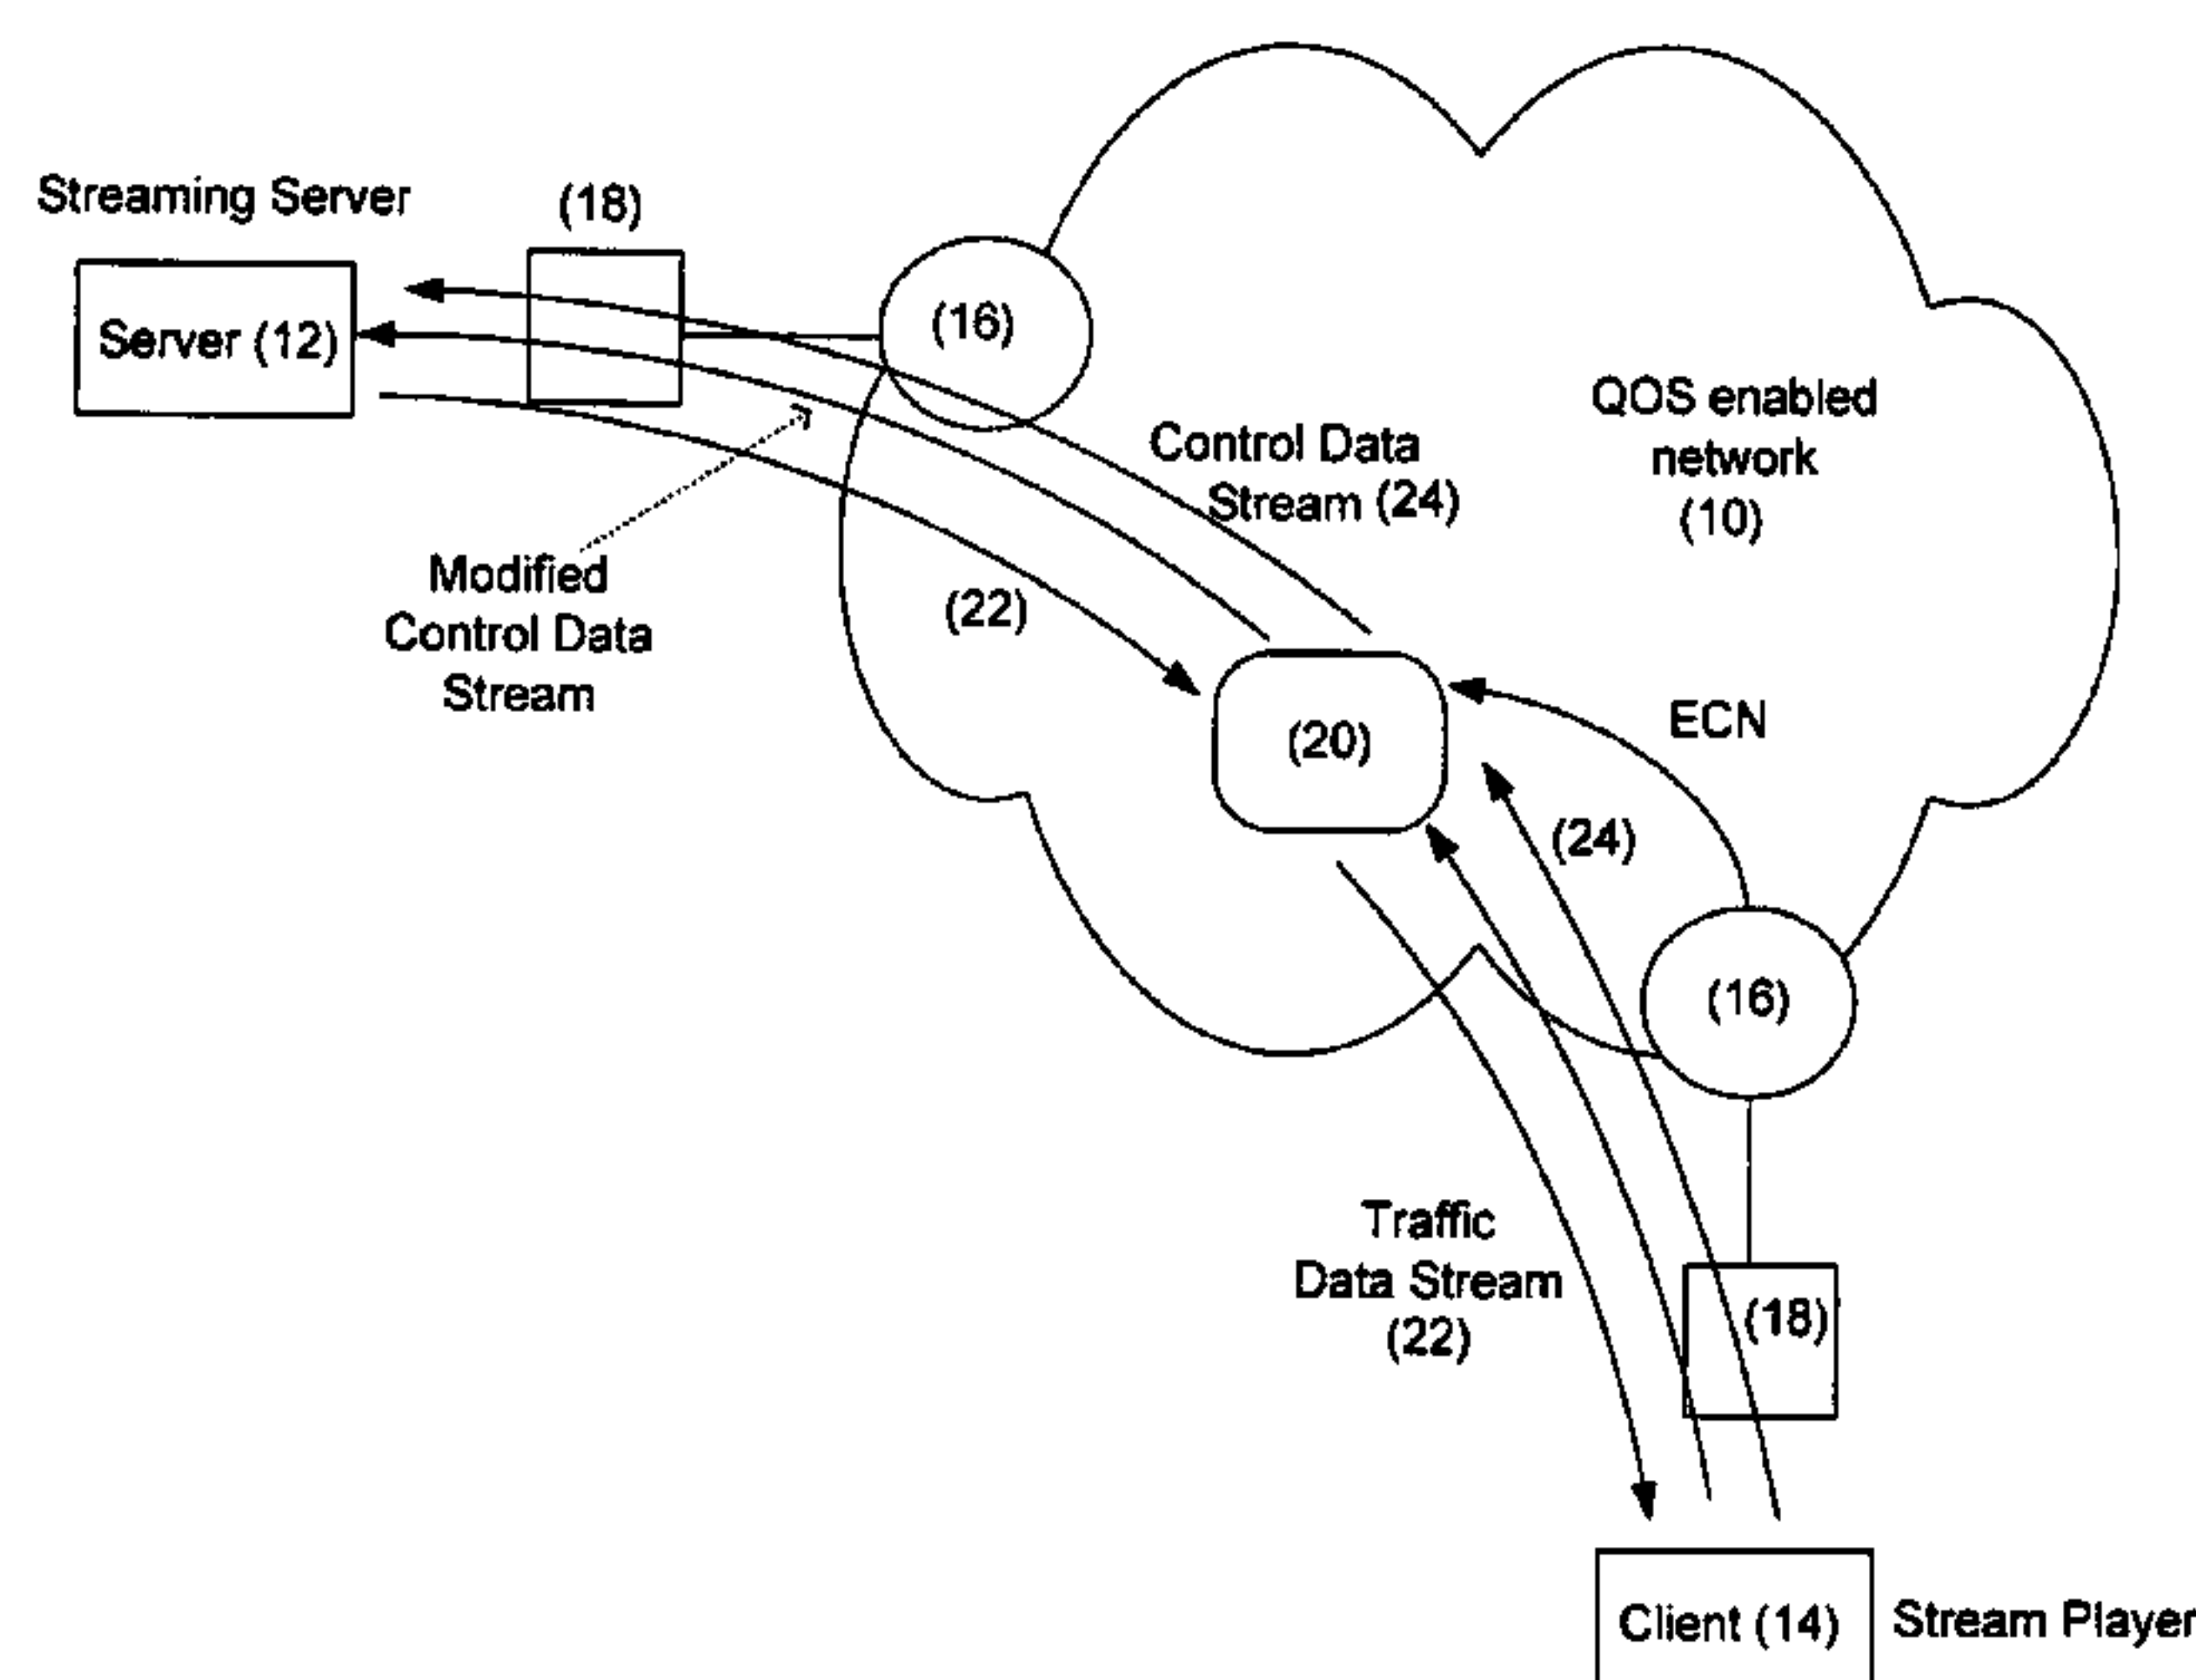 Streaming Server
(18)
Server (12)
(16)
QOS enabled
network
(10)
Control Data
Stream (24)
Modified
Control Data
Stream
(22)
(20)
ECN
(24)
(16)
Traffic
Data Stream
(22)
(18)
Client (14)
Stream Player